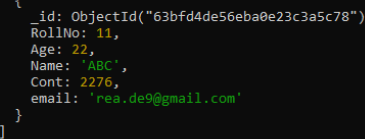 {
_id: ObjectId("63bfd4de56eba0e23c3a5c78")
RollNo: 11,
Age: 22,
Name: 'ABC',
Cont: 2276,
email: 'rea.de9@gmail.com'
}
]